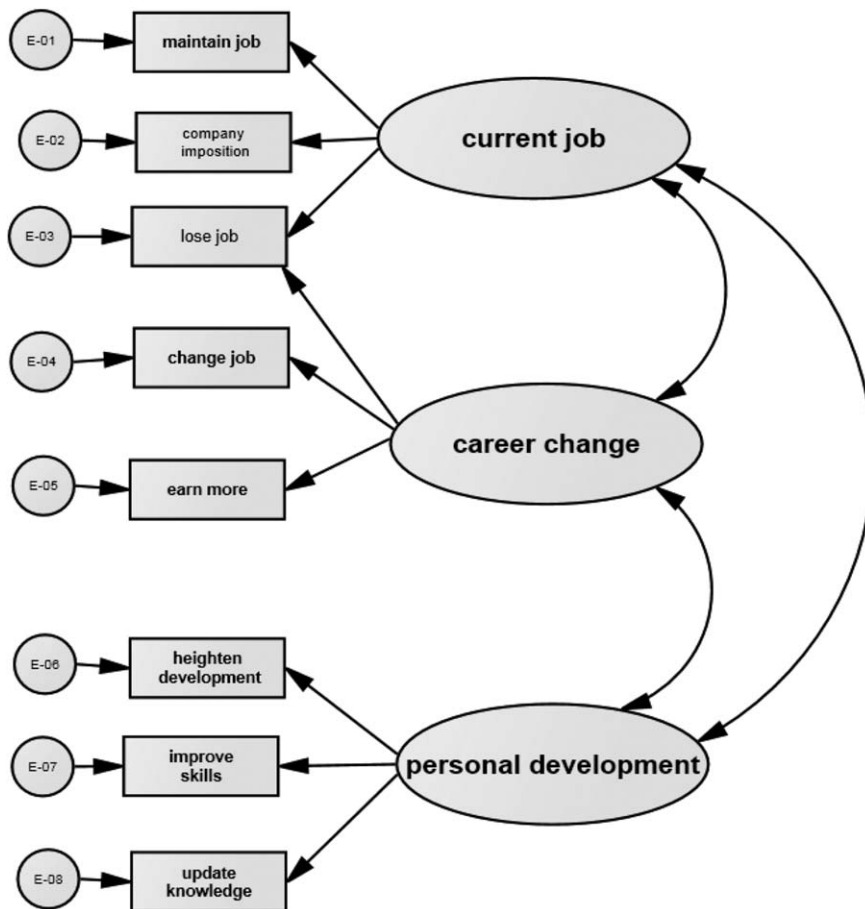 E-01
maintain job
E-02
company
imposition
current job
E-03
lose job
E-04
change job
career change
E-05
earn more
E-06
heighten
development
E-07
improve
skills
personal development
E-08
update
knowledge